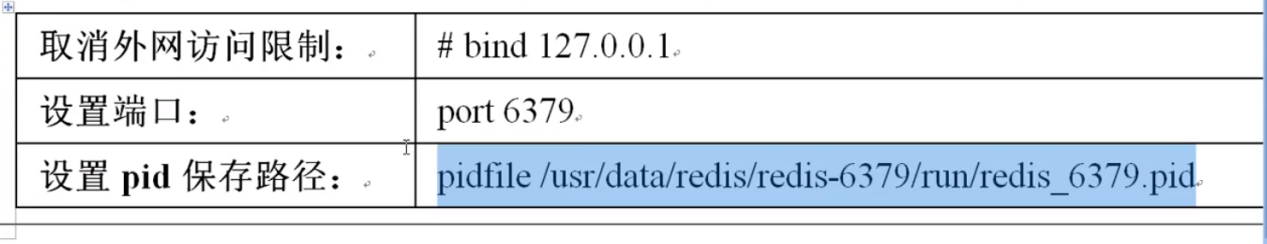 取消外网访问限制： # bind 127.0.0.1
设置端口： port 6379
设置 pid 保存路径： pidfile /usr/data/redis/redis-6379/run/redis_6379.pid